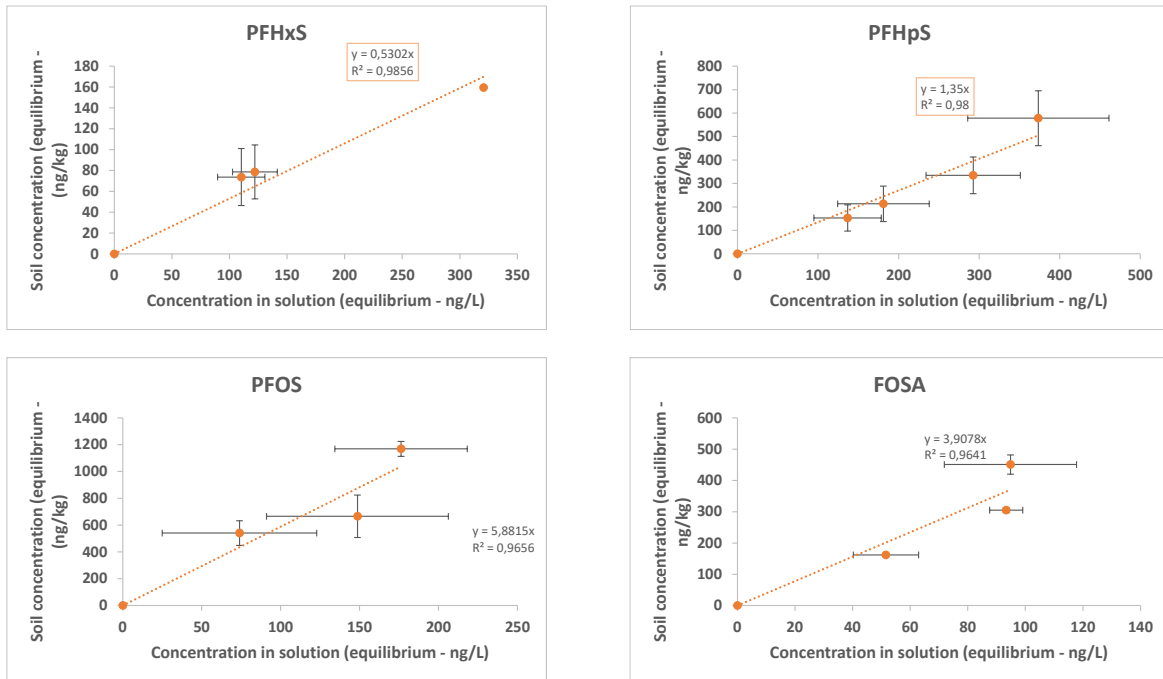 PFHxS
y = 0,5302x
R² = 0,9856
Soil concentration (equilibrium -
(ng/kg)
180
160
140
120
100
80
60
40
20
0
0 50 100 150 200 250 300 350
Concentration in solution (equilibrium - ng/L)
PFHpS
y = 1,35x
R² = 0,98
Soil concentration (equilibrium -
ng/kg)
800
700
600
500
400
300
200
100
0
0 100 200 300 400 500
Concentration in solution (equilibrium - ng/L)
PFOS
y = 5,8815x
R² = 0,9656
Soil concentration (equilibrium -
(ng/kg)
1400
1200
1000
800
600
400
200
0
0 50 100 150 200 250
Concentration in solution (equilibrium - ng/L)
FOSA
y = 3,9078x
R² = 0,9641
Soil concentration (equilibrium -
ng/kg)
600
500
400
300
200
100
0
0 20 40 60 80 100 120 140
Concentration in solution (equilibrium - ng/L)